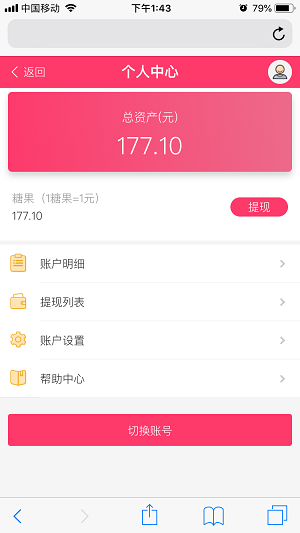 中国移动 下午1:43 79%
返回 个人中心
总资产(元)
177.10
糖果（1糖果=1元）
177.10
提现
账户明细
提现列表
账户设置
帮助中心
切换账号